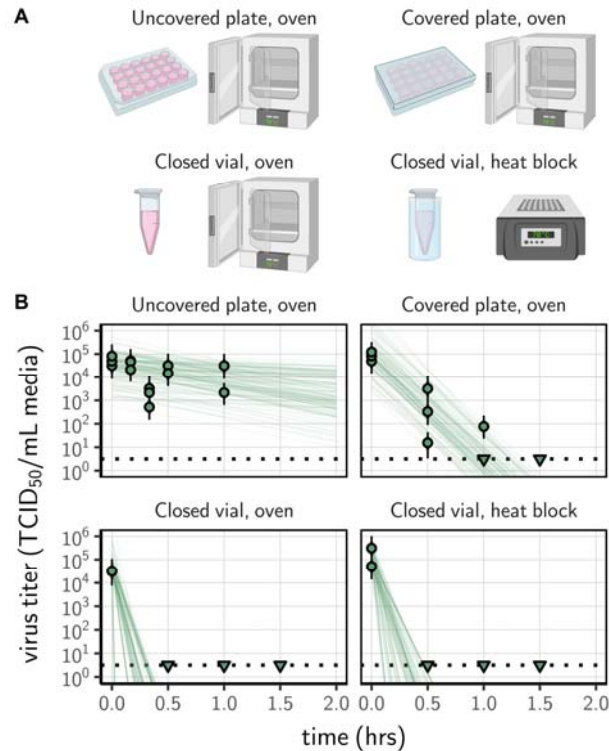 A
Uncovered plate, oven
Covered plate, oven
Closed vial, oven
Closed vial, heat block
B
Uncovered plate, oven
Covered plate, oven
virus titer (TCID₅₀/mL media)
10⁶
10⁵
10⁴
10³
10²
10¹
10⁰
Closed vial, oven
Closed vial, heat block
10⁶
10⁵
10⁴
10³
10²
10¹
10⁰
0.0 0.5 1.0 1.5 2.0 0.0 0.5 1.0 1.5 2.0
time (hrs)